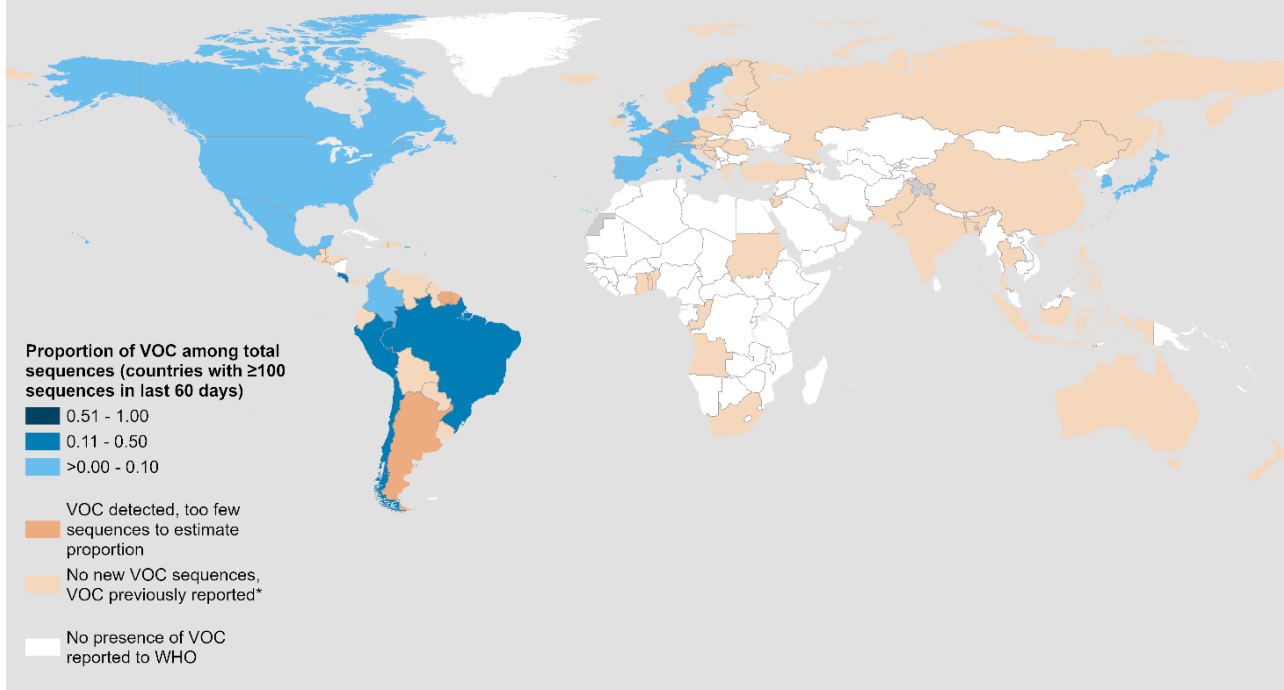 Proportion of VOC among total
sequences (countries with ≥100
sequences in last 60 days)
0.51 - 1.00
0.11 - 0.50
>0.00 - 0.10
VOC detected, too few
sequences to estimate
proportion
No new VOC sequences,
VOC previously reported*
No presence of VOC
reported to WHO